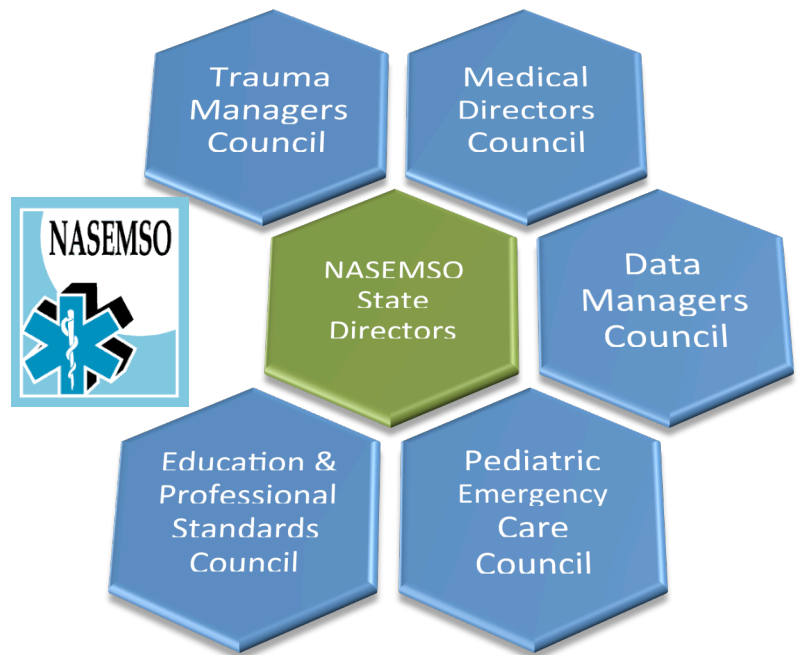 Trauma
Managers
Council
Medical
Directors
Council
NASEMSO
NASEMSO
State
Directors
Data
Managers
Council
Education &
Professional
Standards
Council
Pediatric
Emergency
Care
Council